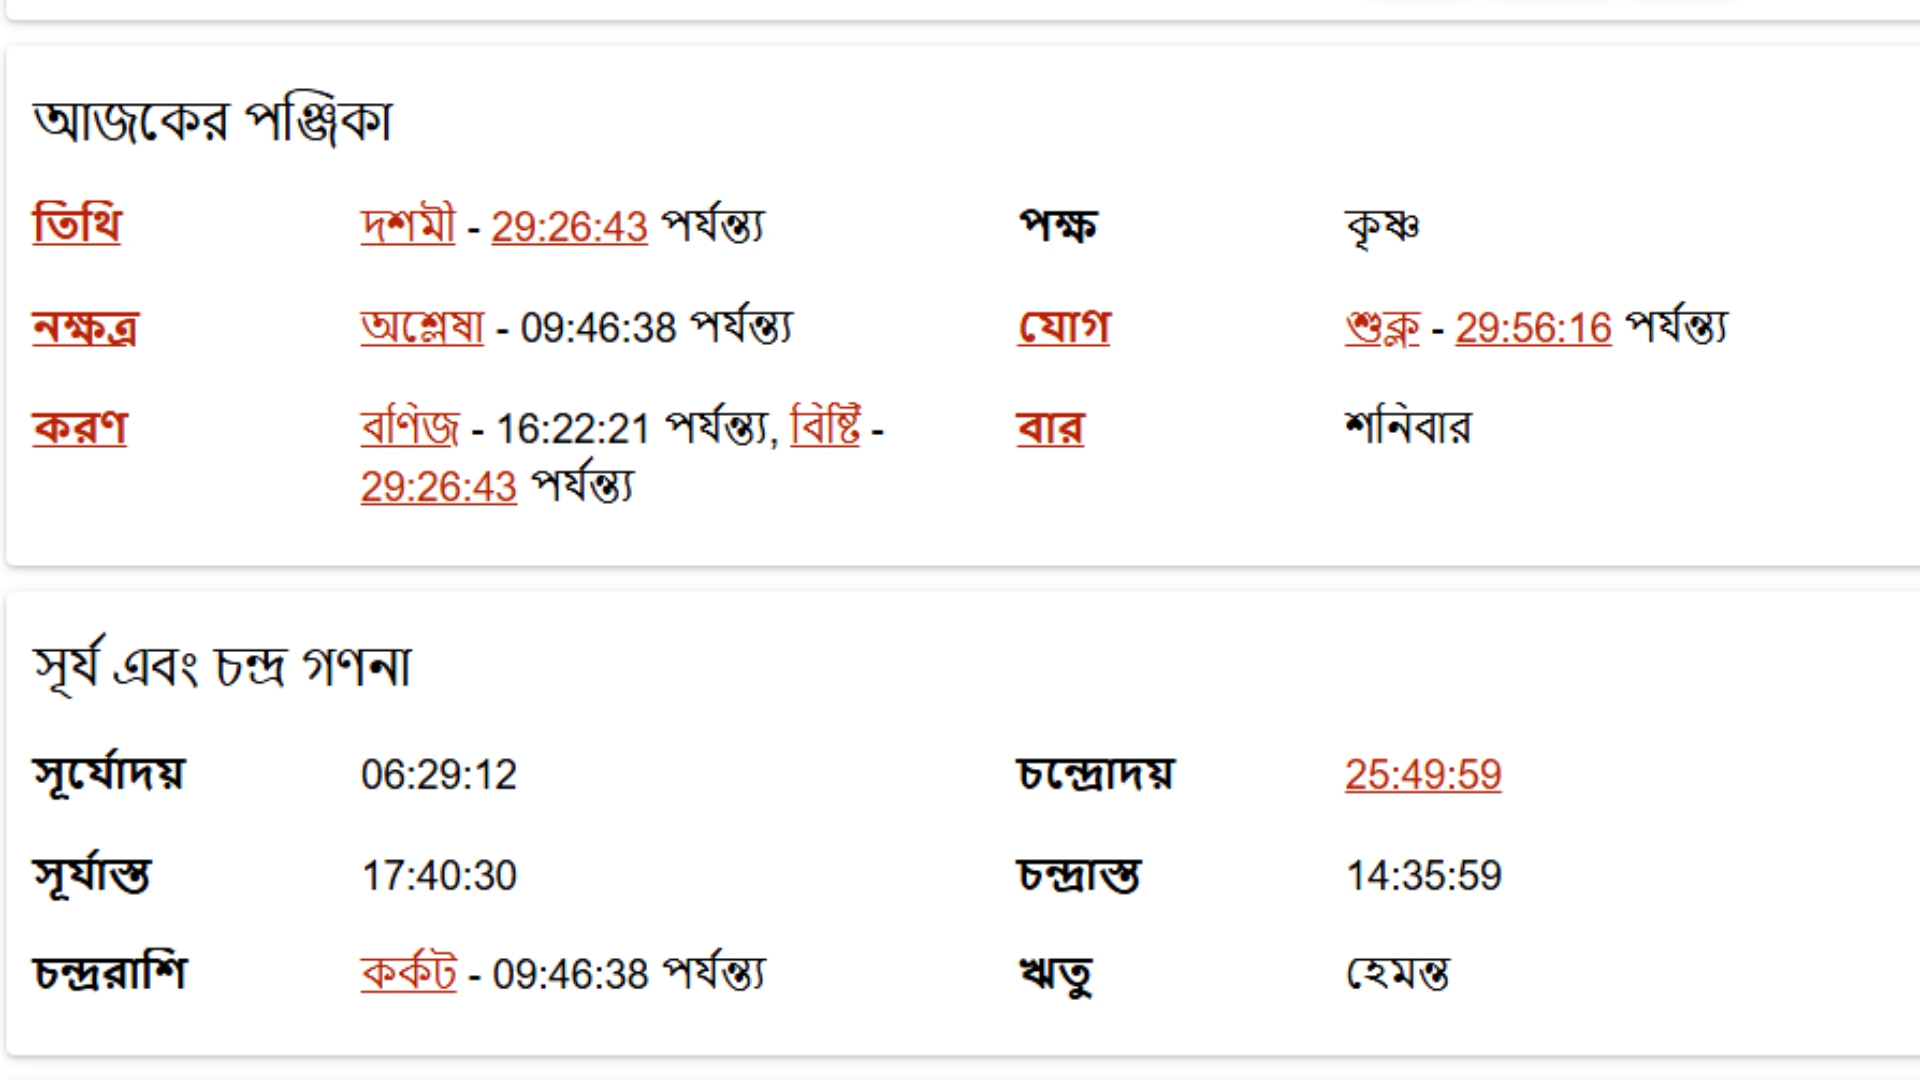 আজকের পঞ্জিকা
তিথি দশমী - 29:26:43 পর্যন্ত্য পক্ষ কৃষ্ণ
নক্ষত্র অশ্লেষা - 09:46:38 পর্যন্ত্য যোগ শুক্ল - 29:56:16 পর্যন্ত্য
করণ বণিজ - 16:22:21 পর্যন্ত্য, বিষ্টি - বার শনিবার
29:26:43 পর্যন্ত্য
সূর্য এবং চন্দ্র গণনা
সূর্যোদয় 06:29:12 চন্দ্রোদয় 25:49:59
সূর্যাস্ত 17:40:30 চন্দ্রাস্ত 14:35:59
চন্দ্ররাশি কর্কট - 09:46:38 পর্যন্ত্য ঋতু হেমন্ত